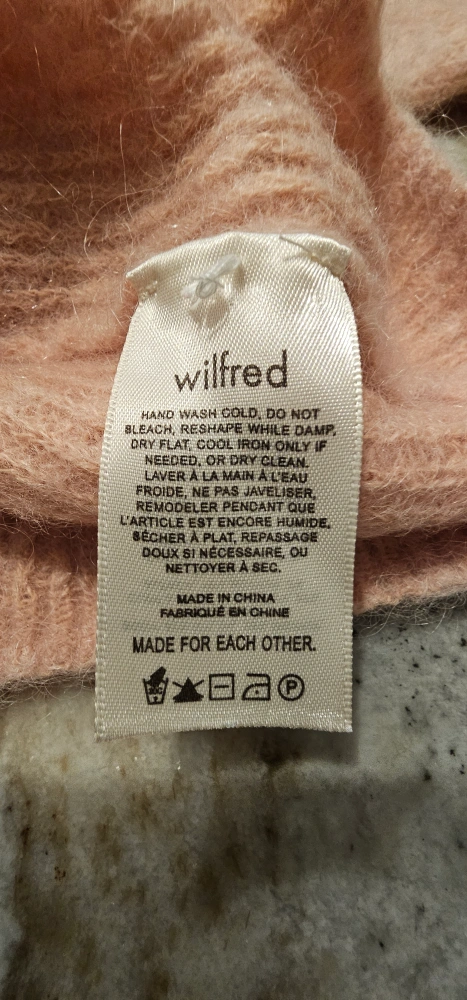 wilfred
HAND WASH COLD, DO NOT
BLEACH, RESHAPE WHILE DAMP,
DRY FLAT, COOL IRON ONLY IF
NEEDED, OR DRY CLEAN.
LAVER À LA MAIN À L'EAU
FROIDE, NE PAS JAVELISER,
REMODELER PENDANT QUE
L'ARTICLE EST ENCORE HUMIDE,
SÉCHER À PLAT, REPASSAGE
DOUX SI NÉCESSAIRE, OU
NETTOYER À SEC.
MADE IN CHINA
FABRIQUÉ EN CHINE
MADE FOR EACH OTHER.
P